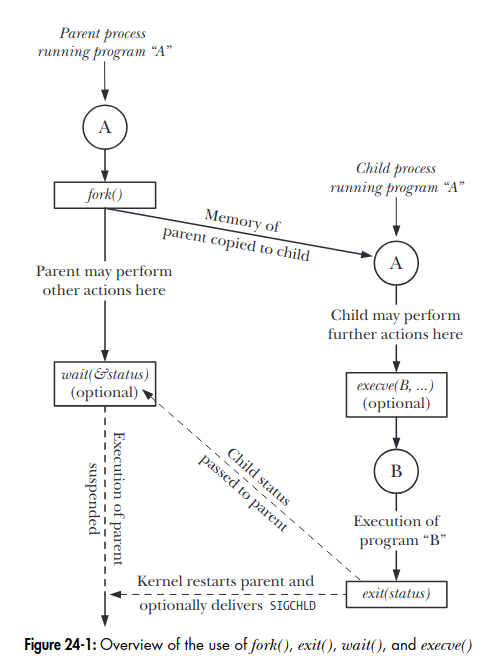 Parent process
running program “A”
A
fork()
Child process
running program “A”
Memory of
parent copied to child
A
Parent may perform
other actions here
Child may perform
further actions here
wait(&status)
(optional)
execve(B, ...)
(optional)
B
Child status
passed to parent
Execution of parent
suspended
Execution of
program “B”
Kernel restarts parent and
optionally delivers SIGCHLD
exit(status)
Figure 24-1: Overview of the use of fork(), exit(), wait(), and execve()